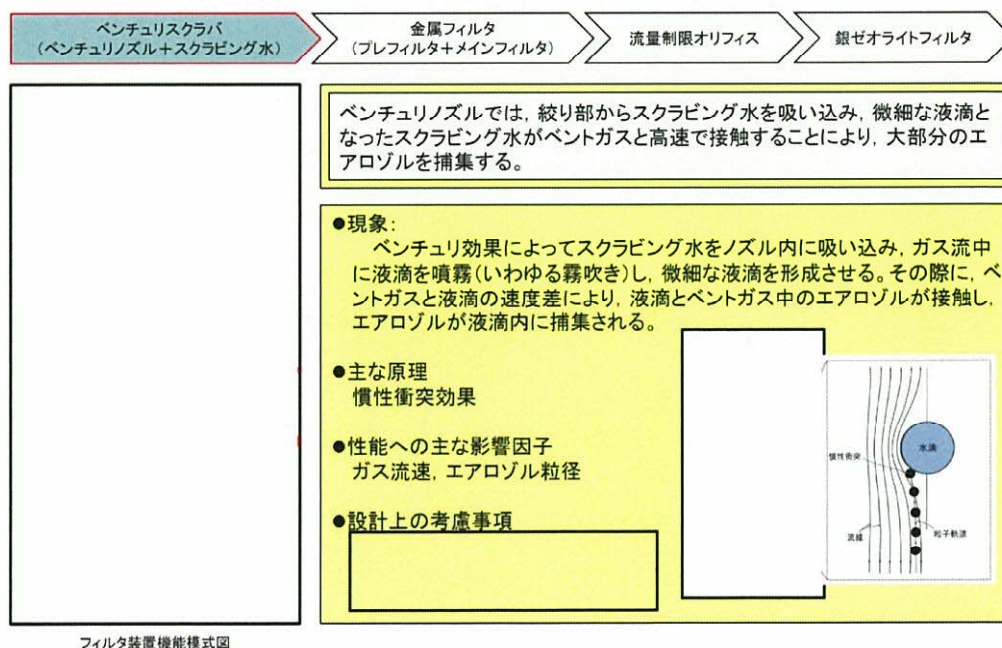 ベンチュリスクラバ
(ベンチュリノズル+スクラビング水)
金属フィルタ
(プレフィルタ+メインフィルタ)
流量制限オリフィス
銀ゼオライトフィルタ
ベンチュリノズルでは，絞り部からスクラビング水を吸い込み，微細な液滴と
なったスクラビング水がベントガスと高速で接触することにより，大部分のエ
アロゾルを捕集する。
●現象：
ベンチュリ効果によってスクラビング水をノズル内に吸い込み，ガス流中
に液滴を噴霧(いわゆる霧吹き)し，微細な液滴を形成させる。その際に，ベ
ントガスと液滴の速度差により，液滴とベントガス中のエアロゾルが接触し，
エアロゾルが液滴内に捕集される。
●主な原理
慣性衝突効果
●性能への主な影響因子
ガス流速，エアロゾル粒径
●設計上の考慮事項
水滴
慣性衝突
流線
粒子軌道
フィルタ装置機能模式図